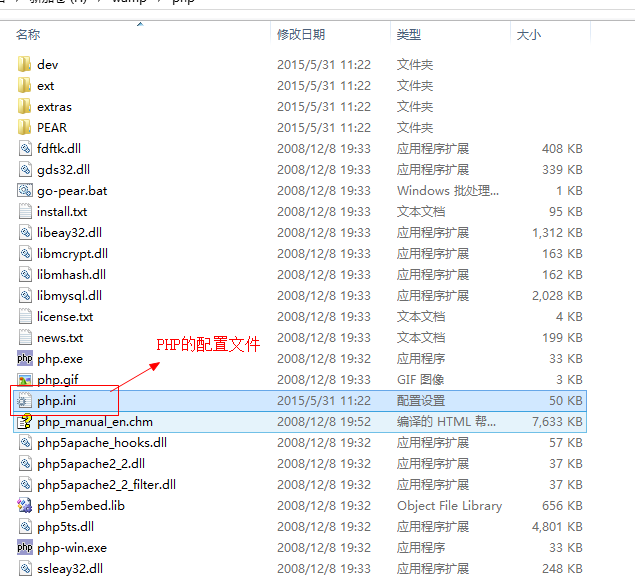 wamp php
名称 修改日期 类型 大小
dev 2015/5/31 11:22 文件夹
ext 2015/5/31 11:22 文件夹
extras 2015/5/31 11:22 文件夹
PEAR 2015/5/31 11:22 文件夹
fdftk.dll 2008/12/8 19:33 应用程序扩展 408 KB
gds32.dll 2008/12/8 19:33 应用程序扩展 339 KB
go-pear.bat 2008/12/8 19:33 Windows 批处理... 1 KB
install.txt 2008/12/8 19:33 文本文档 95 KB
libeay32.dll 2008/12/8 19:33 应用程序扩展 1,312 KB
libmcrypt.dll 2008/12/8 19:33 应用程序扩展 163 KB
libmhash.dll 2008/12/8 19:33 应用程序扩展 162 KB
libmysql.dll 2008/12/8 19:33 应用程序扩展 2,028 KB
license.txt 2008/12/8 19:33 文本文档 4 KB
news.txt 2008/12/8 19:33 文本文档 199 KB
PHP的配置文件
php.exe 2008/12/8 19:32 应用程序 33 KB
php.gif 2008/12/8 19:33 GIF 图像 3 KB
php.ini 2015/5/31 11:22 配置设置 50 KB
php_manual_en.chm 2008/12/8 19:52 编译的 HTML 帮... 7,633 KB
php5apache_hooks.dll 2008/12/8 19:32 应用程序扩展 57 KB
php5apache2_2.dll 2008/12/8 19:32 应用程序扩展 37 KB
php5apache2_2_filter.dll 2008/12/8 19:32 应用程序扩展 37 KB
php5embed.lib 2008/12/8 19:32 Object File Library 656 KB
php5ts.dll 2008/12/8 19:32 应用程序扩展 4,801 KB
php-win.exe 2008/12/8 19:32 应用程序 33 KB
ssleay32.dll 2008/12/8 19:33 应用程序扩展 248 KB